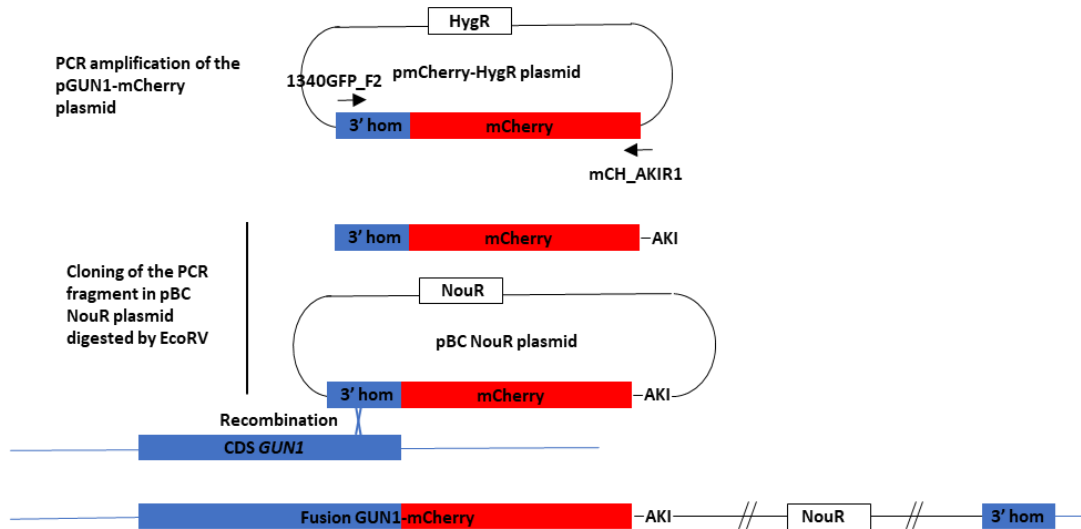 HygR
PCR amplification of the
pGUN1-mCherry
plasmid
pmCherry-HygR plasmid
1340GFP_F2
3’ hom
mCherry
mCH_AKIR1
3’ hom
mCherry
AKI
Cloning of the PCR
fragment in pBC
NouR plasmid
digested by EcoRV
NouR
pBC NouR plasmid
3’ hom
mCherry
AKI
Recombination
CDS GUN1
Fusion GUN1-mCherry
AKI
//
NouR
//
3’ hom